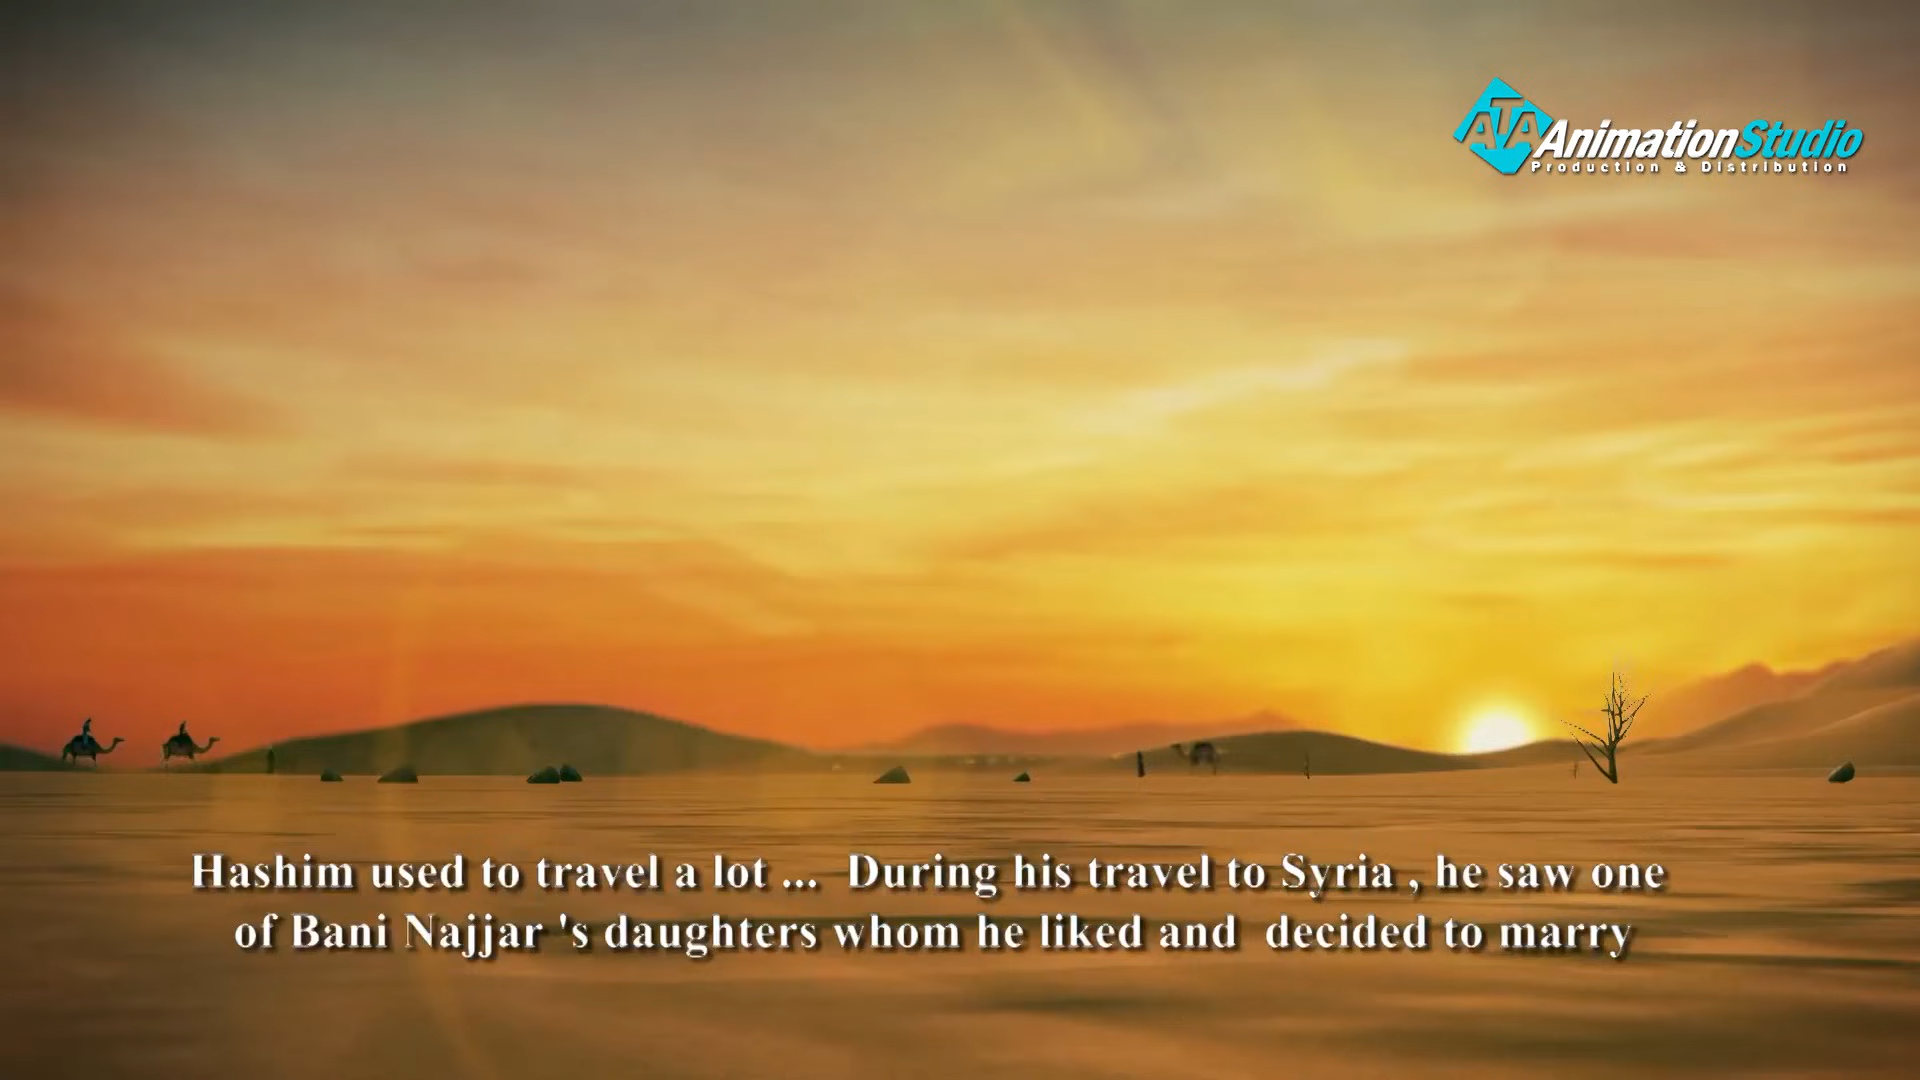 ATA AnimationStudio
Production & Distribution
Hashim used to travel a lot ... During his travel to Syria , he saw one
of Bani Najjar 's daughters whom he liked and decided to marry